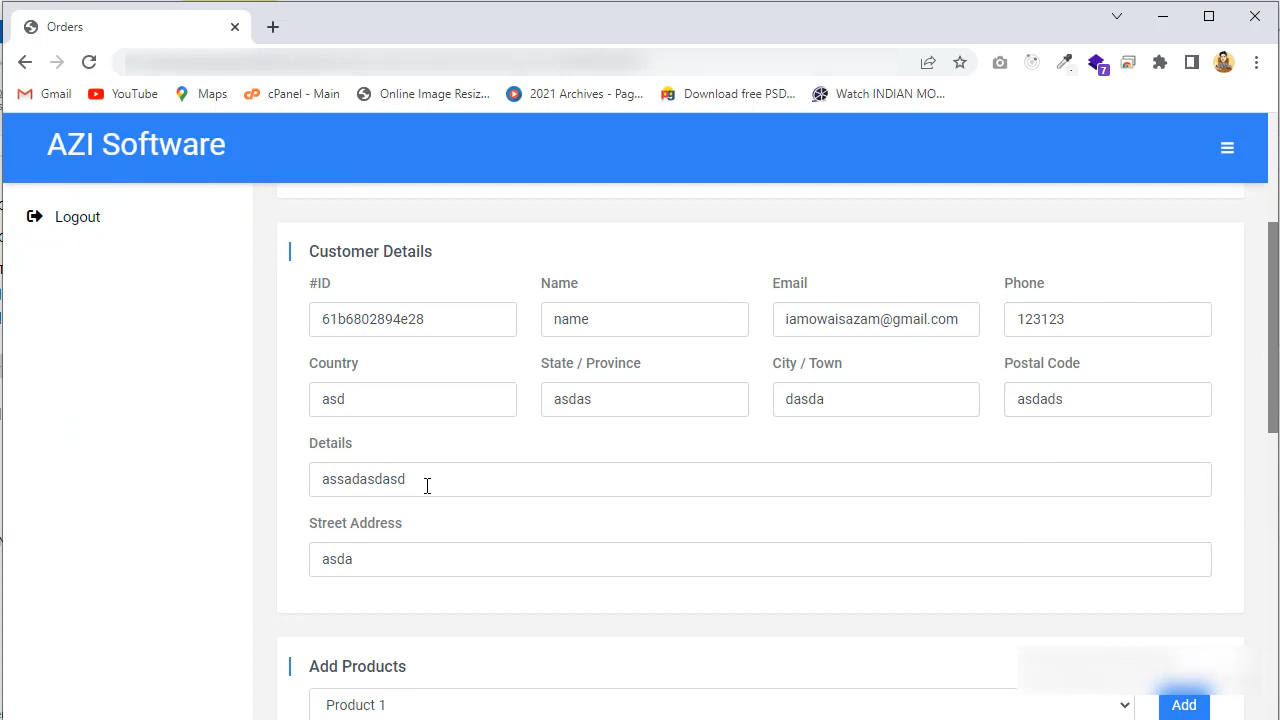 Orders
Gmail YouTube Maps cPanel - Main Online Image Resiz... 2021 Archives - Pag... Download free PSD... Watch INDIAN MO...
7
AZI Software
Logout
Customer Details
#ID Name Email Phone
61b6802894e28 name iamowaisazam@gmail.com 123123
Country State / Province City / Town Postal Code
asd asdas dasda asdads
Details
assadasdasd
Street Address
asda
Add Products
Product 1 Add